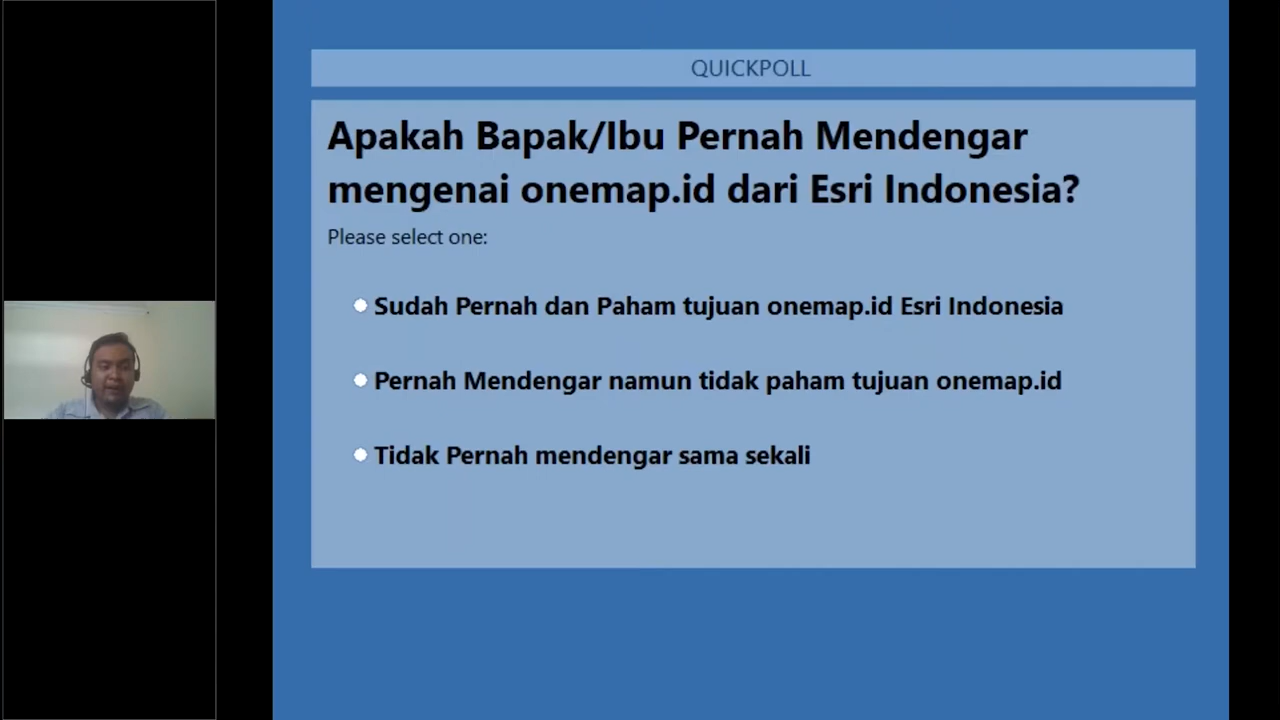 QUICKPOLL
Apakah Bapak/Ibu Pernah Mendengar
mengenai onemap.id dari Esri Indonesia?
Please select one:
Sudah Pernah dan Paham tujuan onemap.id Esri Indonesia
Pernah Mendengar namun tidak paham tujuan onemap.id
Tidak Pernah mendengar sama sekali